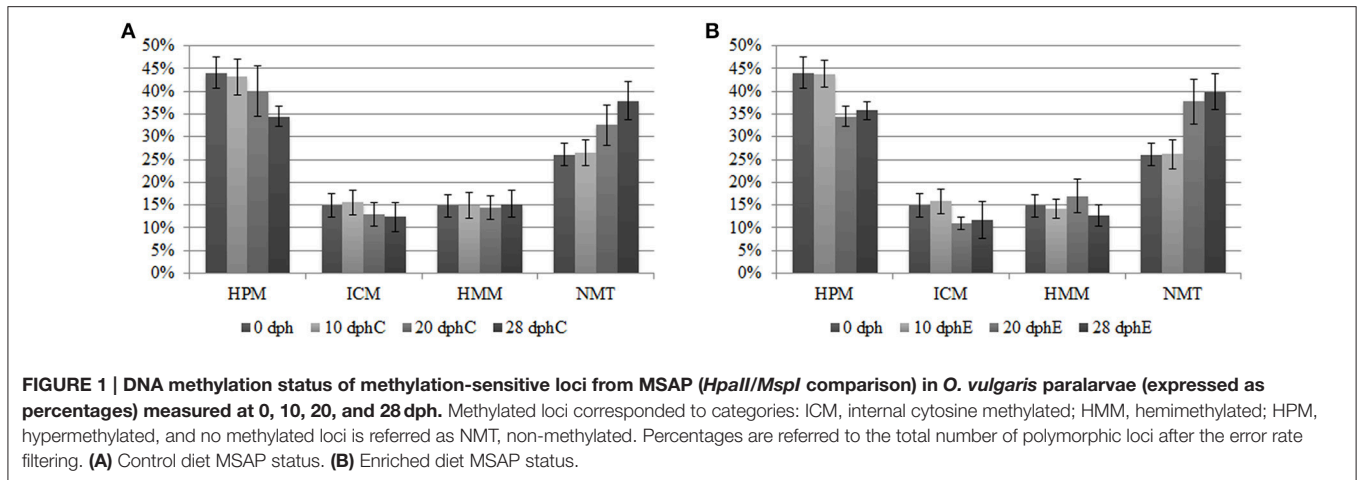 A
50%
45%
40%
35%
30%
25%
20%
15%
10%
5%
0%
HPM ICM HMM NMT
0 dph 10 dphC 20 dphC 28 dphC
B
50%
45%
40%
35%
30%
25%
20%
15%
10%
5%
0%
HPM ICM HMM NMT
0 dph 10 dphE 20 dphE 28 dphE
FIGURE 1 | DNA methylation status of methylation-sensitive loci from MSAP (HpaII/MspI comparison) in O. vulgaris paralarvae (expressed as
percentages) measured at 0, 10, 20, and 28 dph. Methylated loci corresponded to categories: ICM, internal cytosine methylated; HMM, hemimethylated; HPM,
hypermethylated, and no methylated loci is referred as NMT, non-methylated. Percentages are referred to the total number of polymorphic loci after the error rate
filtering. (A) Control diet MSAP status. (B) Enriched diet MSAP status.